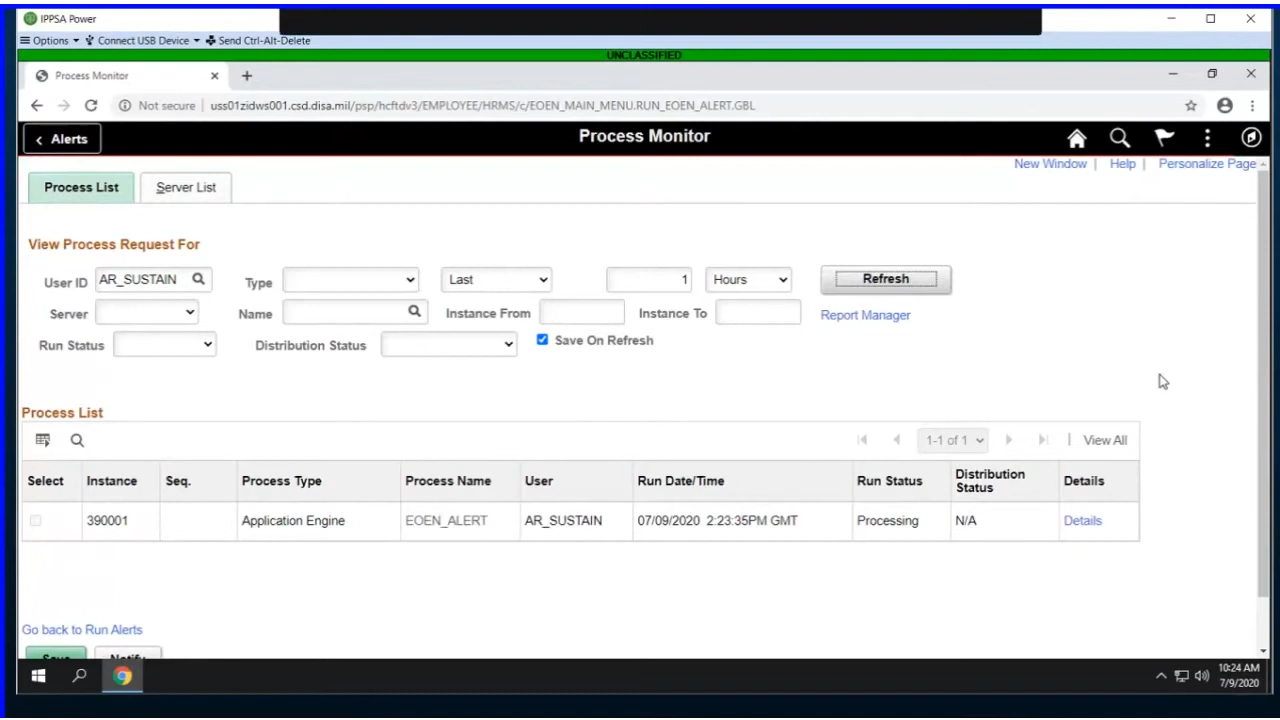 IPPSA Power
Options Connect USB Device Send Ctrl-Alt-Delete
UNCLASSIFIED
Process Monitor
Not secure | uss01zidws001.csd.disa.mil/psp/hcftdv3/EMPLOYEE/HRMS/c/EOEN_MAIN_MENU.RUN_EOEN_ALERT.GBL
Alerts Process Monitor
New Window | Help | Personalize Page
Process List Server List
View Process Request For
User ID AR_SUSTAIN Type Last 1 Hours Refresh
Server Name Instance From Instance To Report Manager
Run Status Distribution Status Save On Refresh
Process List
1-1 of 1 | View All
Select Instance Seq. Process Type Process Name User Run Date/Time Run Status Distribution Status Details
390001 Application Engine EOEN_ALERT AR_SUSTAIN 07/09/2020 2:23:35PM GMT Processing N/A Details
Go back to Run Alerts
Save Notify
10:24 AM
7/9/2020